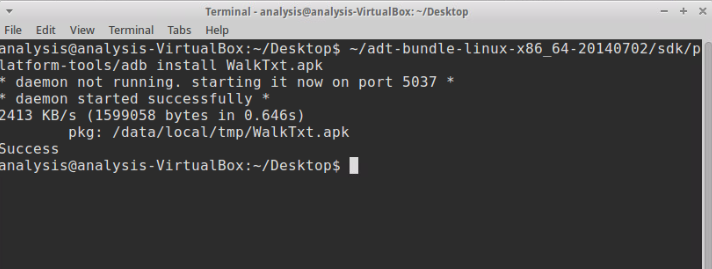 Terminal - analysis@analysis-VirtualBox: ~/Desktop
File Edit View Terminal Tabs Help
analysis@analysis-VirtualBox:~/Desktop$ ~/adt-bundle-linux-x86_64-20140702/sdk/p
latform-tools/adb install WalkTxt.apk
* daemon not running. starting it now on port 5037 *
* daemon started successfully *
2413 KB/s (1599058 bytes in 0.646s)
        pkg: /data/local/tmp/WalkTxt.apk
Success
analysis@analysis-VirtualBox:~/Desktop$